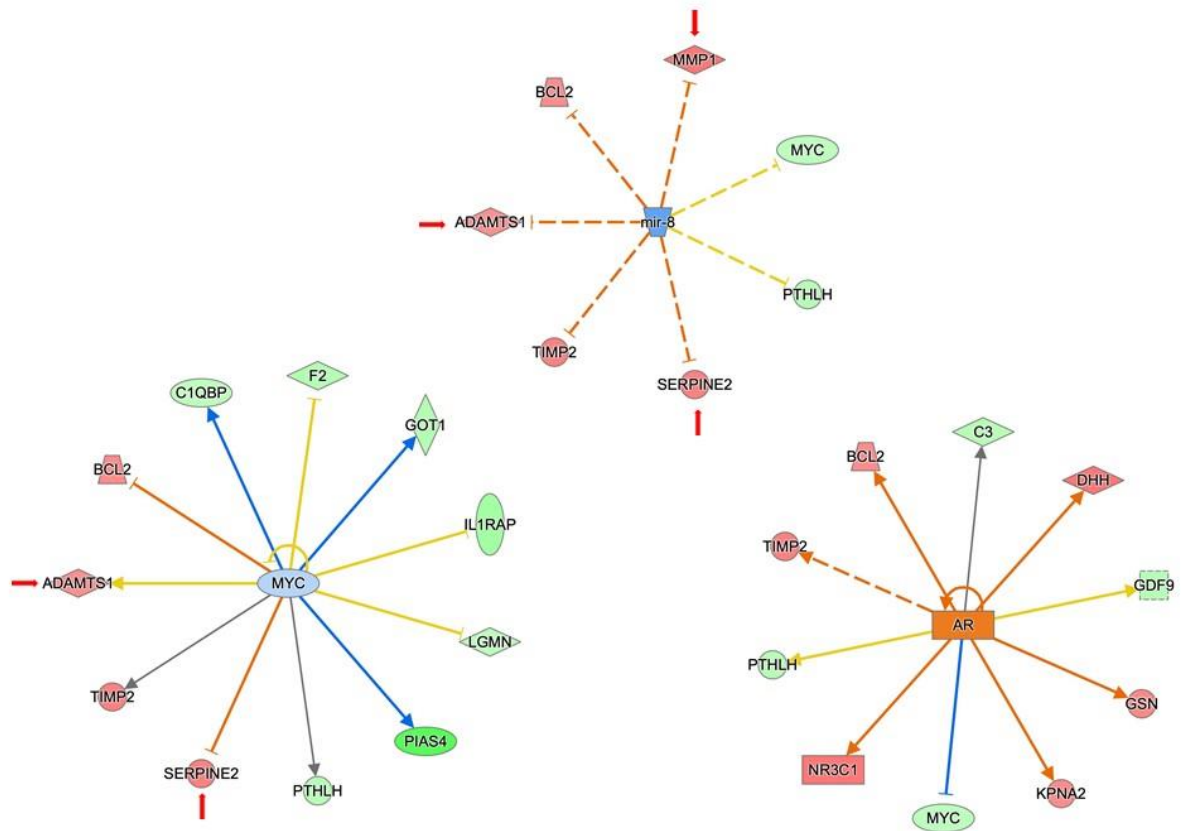 MMP1
BCL2
MYC
mir-8
ADAMTS1
PTHLH
TIMP2
SERPINE2
F2
C1QBP
GOT1
BCL2
IL1RAP
MYC
ADAMTS1
LGMN
TIMP2
PIAS4
SERPINE2
PTHLH
C3
BCL2
DHH
TIMP2
GDF9
AR
PTHLH
GSN
NR3C1
KPNA2
MYC